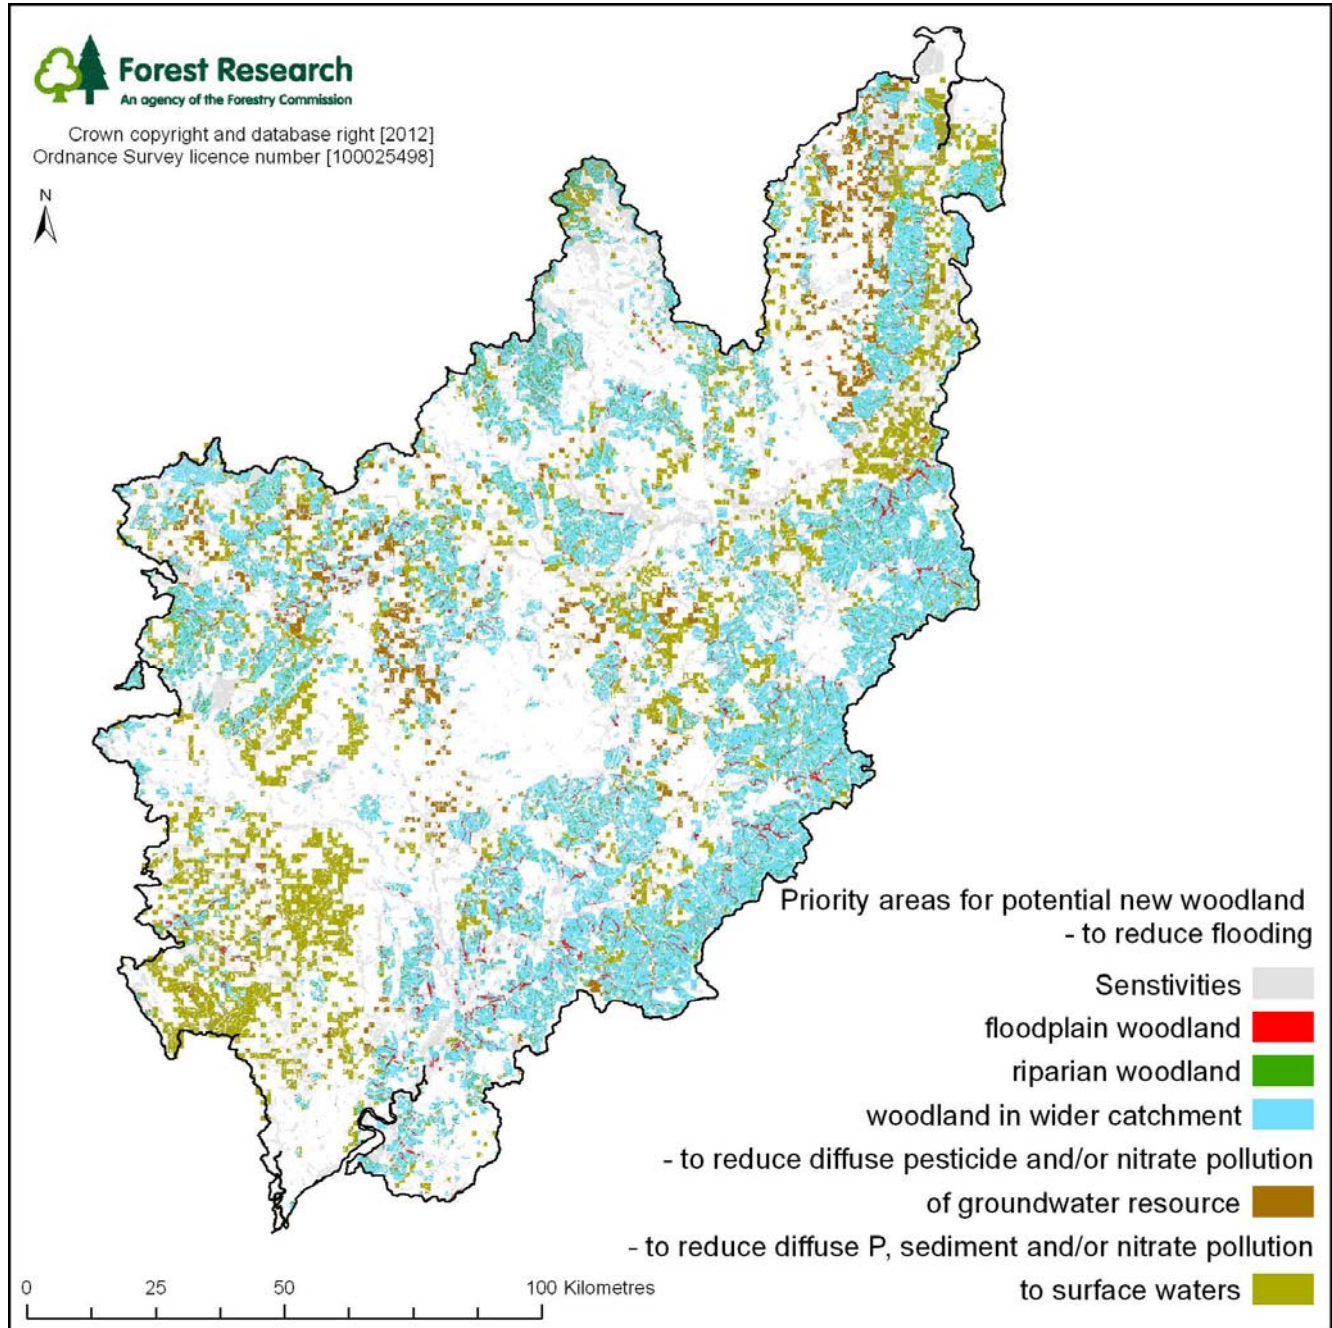 Forest Research
An agency of the Forestry Commission
Crown copyright and database right [2012]
Ordnance Survey licence number [100025498]
N
Priority areas for potential new woodland
- to reduce flooding
Senstivities
floodplain woodland
riparian woodland
woodland in wider catchment
- to reduce diffuse pesticide and/or nitrate pollution
of groundwater resource
- to reduce diffuse P, sediment and/or nitrate pollution
to surface waters
0 25 50 100 Kilometres